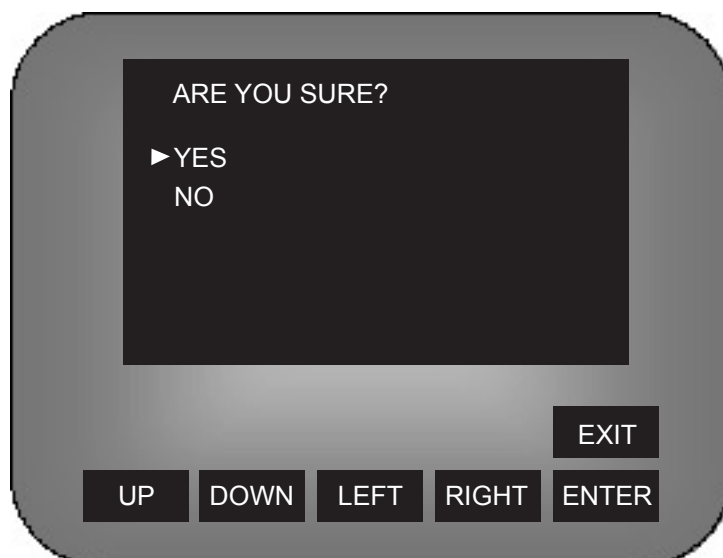 ARE YOU SURE?
►YES
NO
EXIT
UP DOWN LEFT RIGHT ENTER